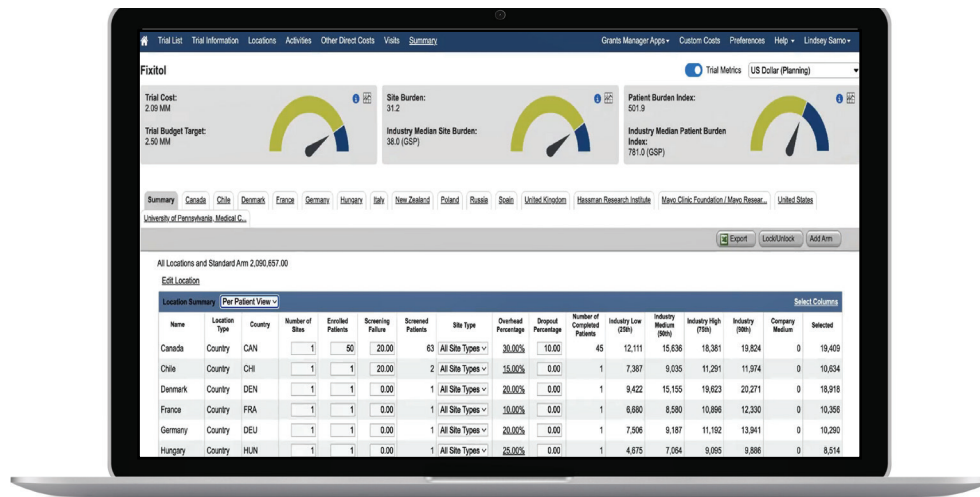 Trial List Trial Information Locations Activities Other Direct Costs Visits Summary Grants Manager Apps Custom Costs Preferences Help Lindsey Samo
Fixitol Trial Metrics US Dollar (Planning)
Trial Cost:
2.09 MM
Trial Budget Target:
2.50 MM
Site Burden:
31.2
Industry Median Site Burden:
38.0 (GSP)
Patient Burden Index:
501.9
Industry Median Patient Burden
Index:
781.0 (GSP)
Summary Canada Chile Denmark France Germany Hungary Italy New Zealand Poland Russia Spain United Kingdom Hassman Research Institute Mayo Clinic Foundation / Mayo Resear... United States
University of Pennsylvania, Medical C...
Export Lock/Unlock Add Arm
All Locations and Standard Arm 2,090,657.00
Edit Location
Location Summary Per Patient View Select Columns
Name Location Type Country Number of Sites Enrolled Patients Screening Failure Screened Patients Site Type Overhead Percentage Dropout Percentage Number of Completed Patients Industry Low (25th) Industry Medium (50th) Industry High (75th) Industry (90th) Company Medium Selected
Canada Country CAN 1 50 20.00 63 All Site Types 30.00% 10.00 45 12,111 15,636 18,381 19,824 0 19,409
Chile Country CHI 1 1 20.00 2 All Site Types 15.00% 0.00 1 7,387 9,035 11,291 11,974 0 10,634
Denmark Country DEN 1 1 0.00 1 All Site Types 20.00% 0.00 1 9,422 15,155 19,623 20,271 0 18,918
France Country FRA 1 1 0.00 1 All Site Types 10.00% 0.00 1 6,680 8,580 10,896 12,330 0 10,356
Germany Country DEU 1 1 0.00 1 All Site Types 20.00% 0.00 1 7,506 9,187 11,192 13,941 0 10,290
Hungary Country HUN 1 1 0.00 1 All Site Types 25.00% 0.00 1 4,675 7,064 9,095 9,886 0 8,514